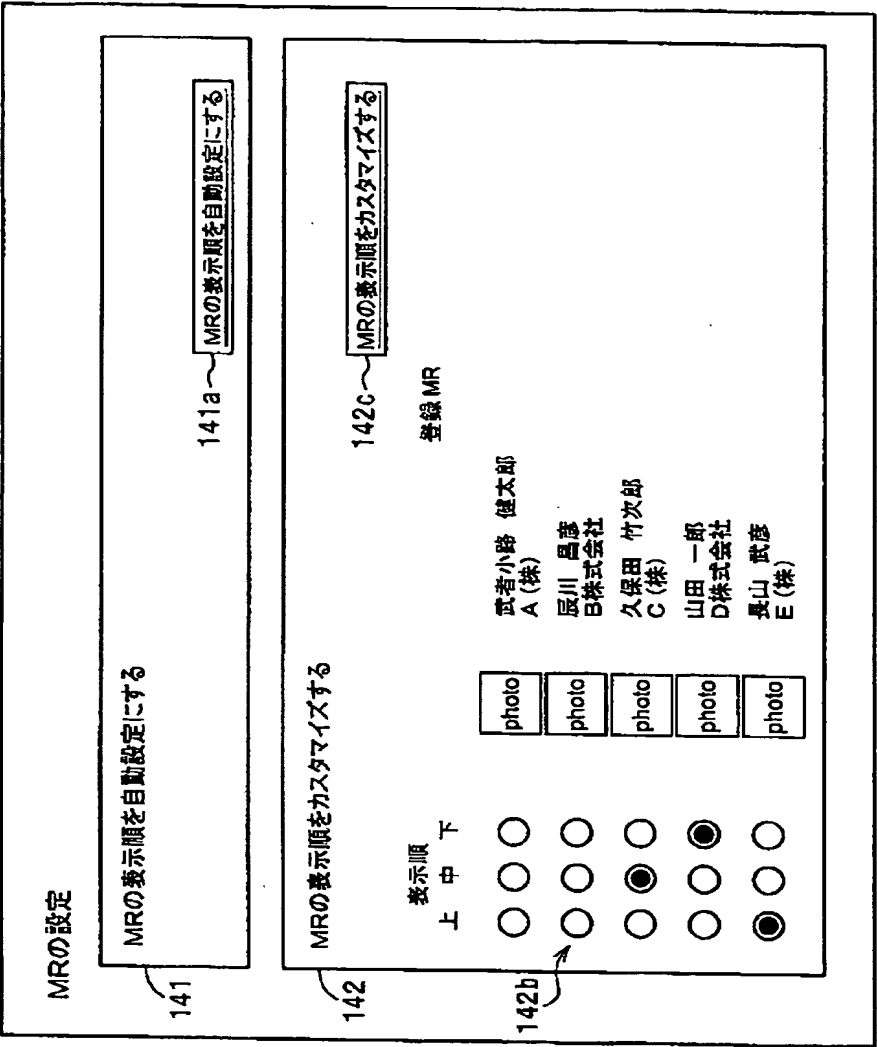 MRの設定
MRの表示順を自動設定にする
141
141a
MRの表示順を自動設定にする
MRの表示順をカスタマイズする
142
142c
MRの表示順をカスタマイズする
表示順
登録 MR
上 中 下
142b
photo
武者小路 健太郎
A (株)
photo
辰川 昌彦
B株式会社
photo
久保田 竹次郎
C (株)
photo
山田 一郎
D株式会社
photo
長山 武彦
E (株)